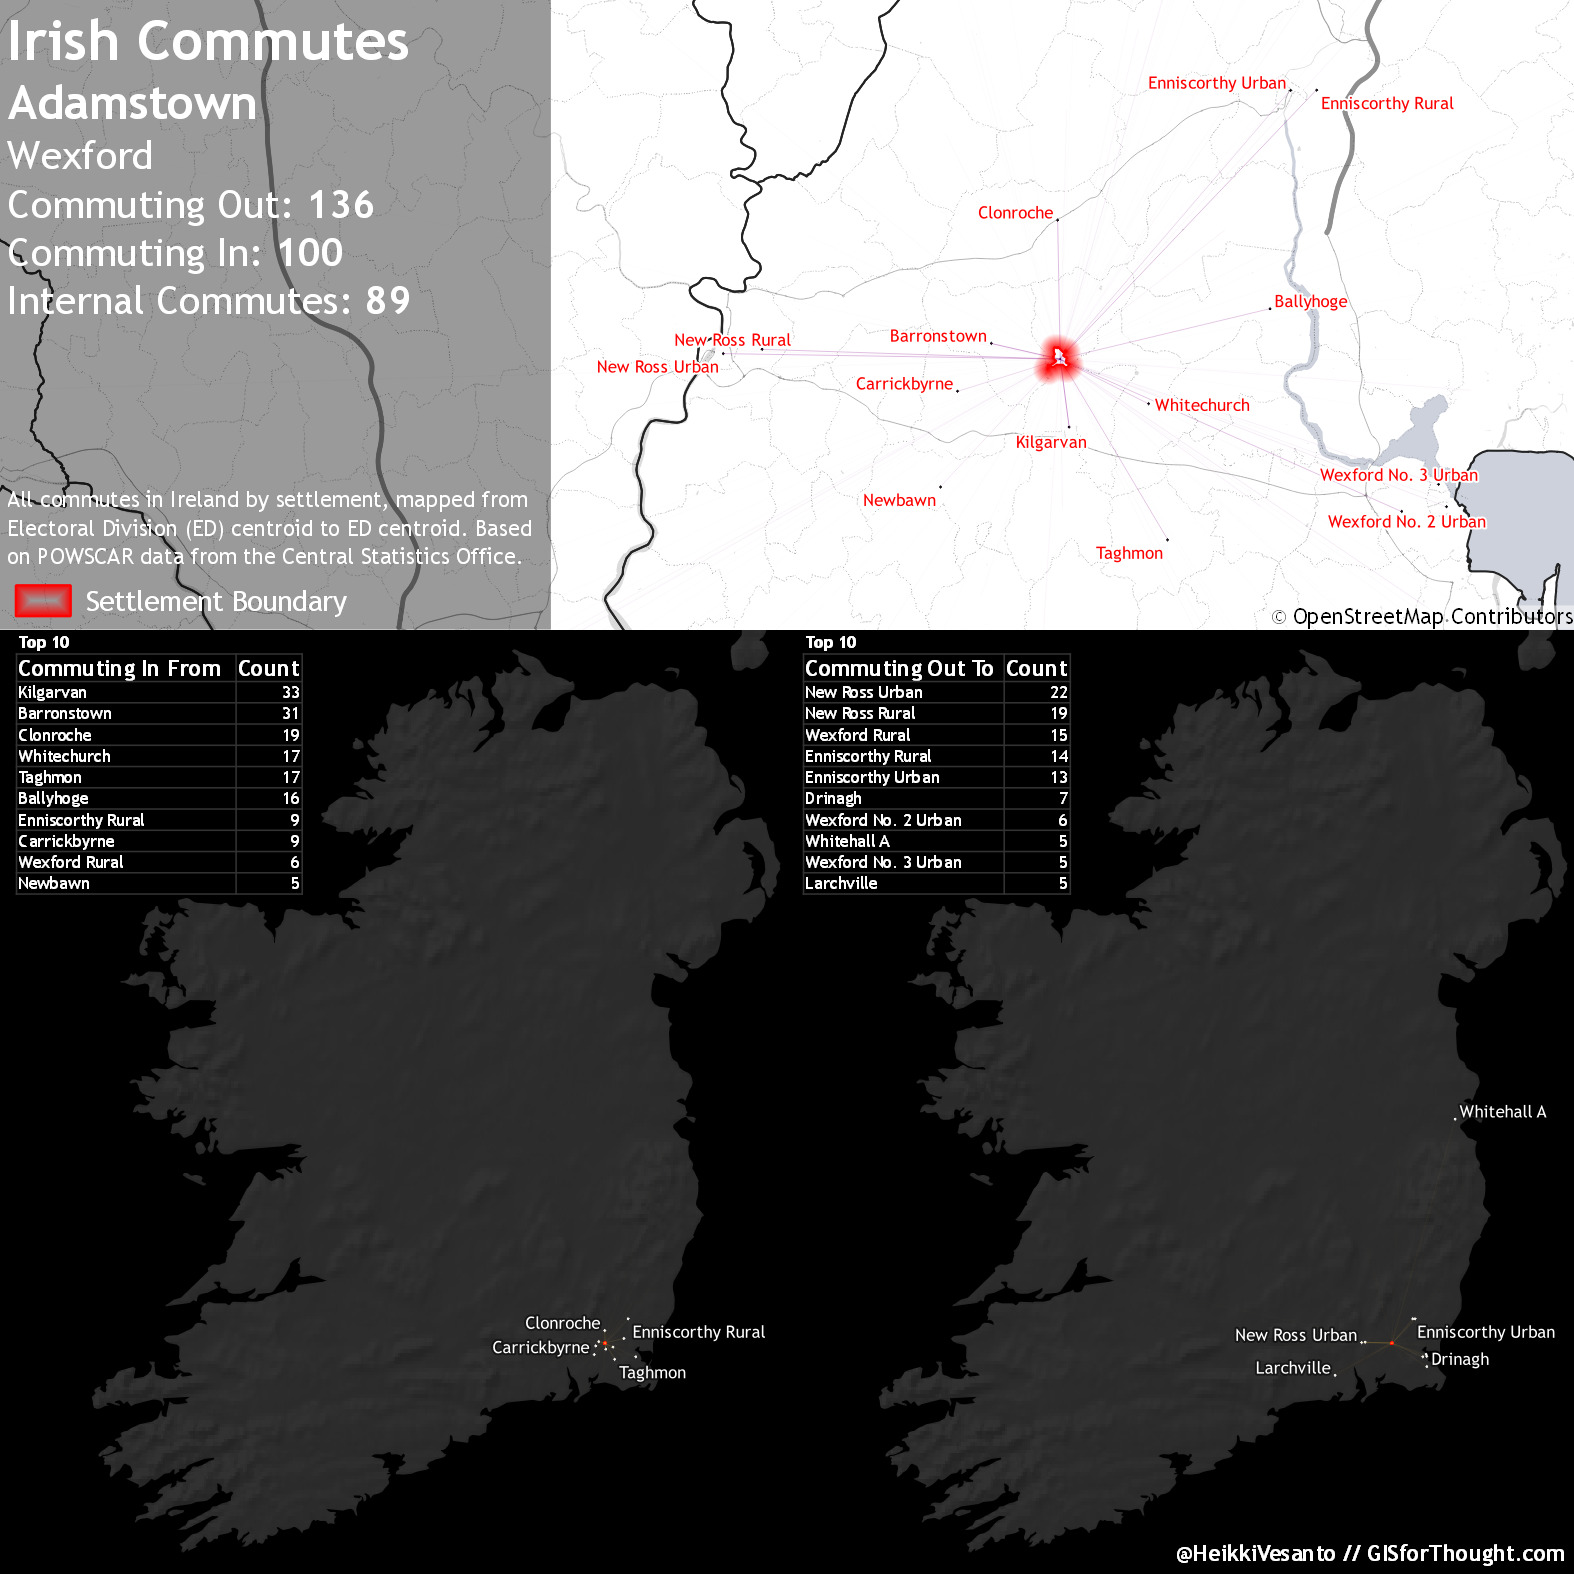 Irish Commutes
Adamstown
Wexford
Commuting Out: 136
Commuting In: 100
Internal Commutes: 89
All commutes in Ireland by settlement, mapped from
Electoral Division (ED) centroid to ED centroid. Based
on POWSCAR data from the Central Statistics Office.
Settlement Boundary
Enniscorthy Urban
Enniscorthy Rural
Clonroche
Ballyhoge
New Ross Rural
Barronstown
New Ross Urban
Carrickbyrne
Whitechurch
Kilgarvan
Wexford No. 3 Urban
Newbawn
Wexford No. 2 Urban
Taghmon
© OpenStreetMap Contributors
Top 10
Commuting In From Count
Kilgarvan 33
Barronstown 31
Clonroche 19
Whitechurch 17
Taghmon 17
Ballyhoge 16
Enniscorthy Rural 9
Carrickbyrne 9
Wexford Rural 6
Newbawn 5
Clonroche
Enniscorthy Rural
Carrickbyrne
Taghmon
Top 10
Commuting Out To Count
New Ross Urban 22
New Ross Rural 19
Wexford Rural 15
Enniscorthy Rural 14
Enniscorthy Urban 13
Drinagh 7
Wexford No. 2 Urban 6
Whitehall A 5
Wexford No. 3 Urban 5
Larchville 5
Whitehall A
New Ross Urban
Enniscorthy Urban
Drinagh
Larchville
@HeikkiVesanto // GISforThought.com